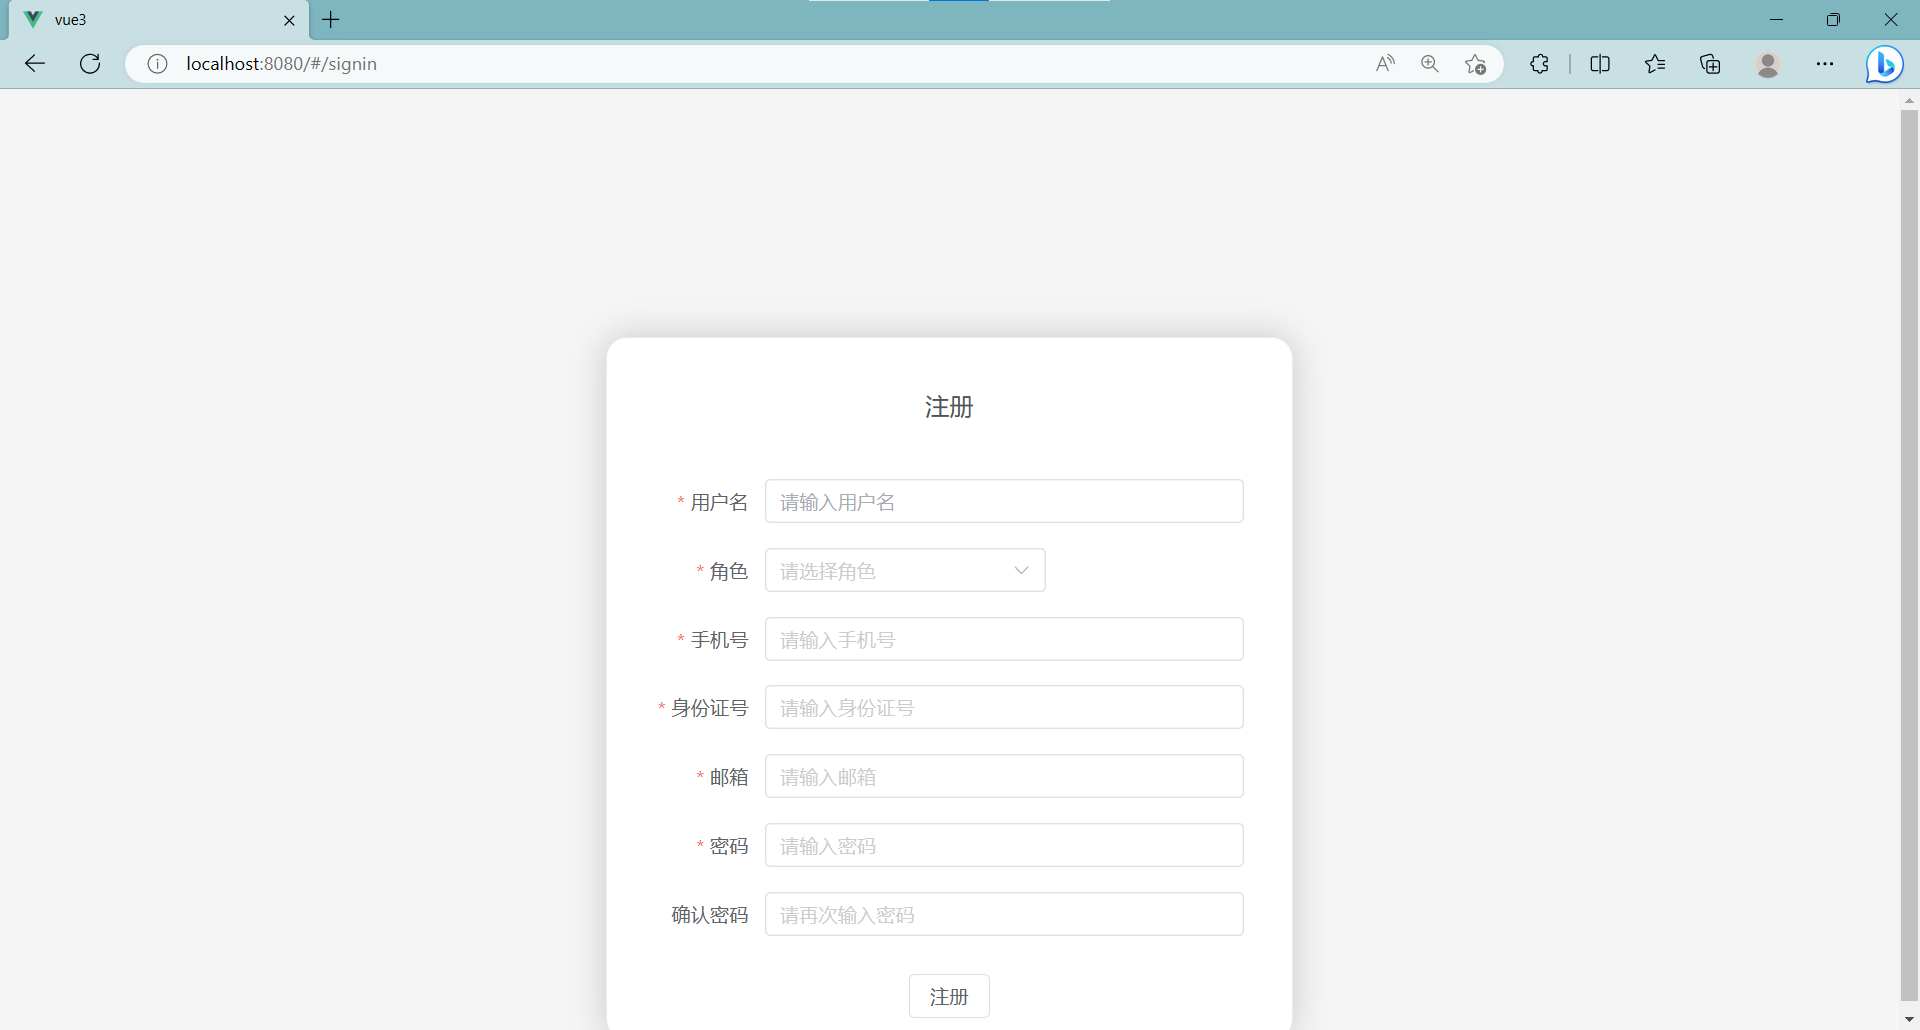 vue3
localhost:8080/#/signin
注册
* 用户名 请输入用户名
* 角色 请选择角色
* 手机号 请输入手机号
* 身份证号 请输入身份证号
* 邮箱 请输入邮箱
* 密码 请输入密码
确认密码 请再次输入密码
注册